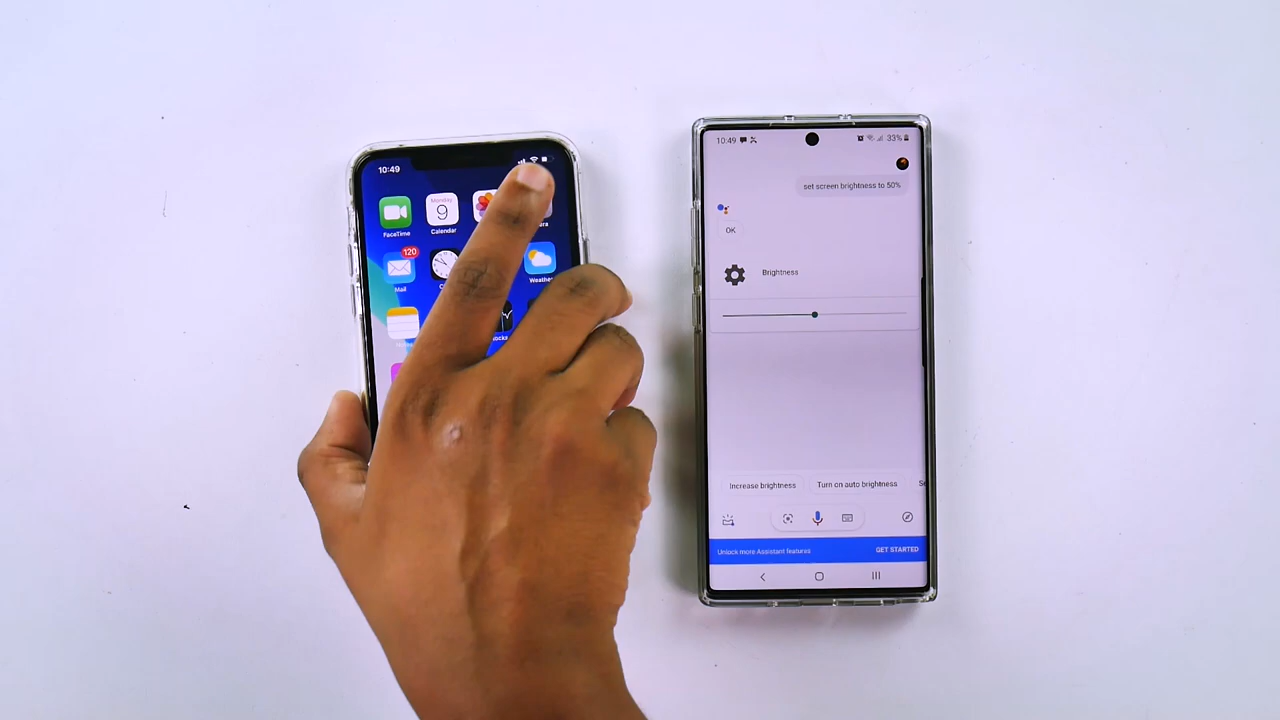 10:49
Monday
9
FaceTime
Calendar
120
Mail
Weather
10:49
33%
set screen brightness to 50%
OK
Brightness
Increase brightness
Turn on auto brightness
Unlock more Assistant features
GET STARTED